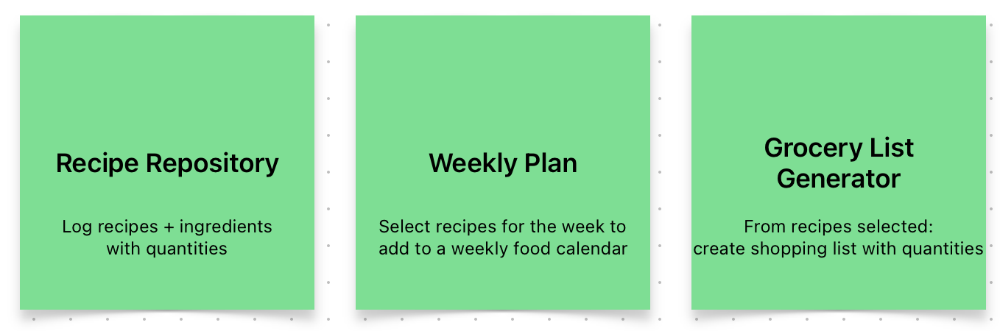 Recipe Repository
Log recipes + ingredients
with quantities
Weekly Plan
Select recipes for the week to
add to a weekly food calendar
Grocery List
Generator
From recipes selected:
create shopping list with quantities